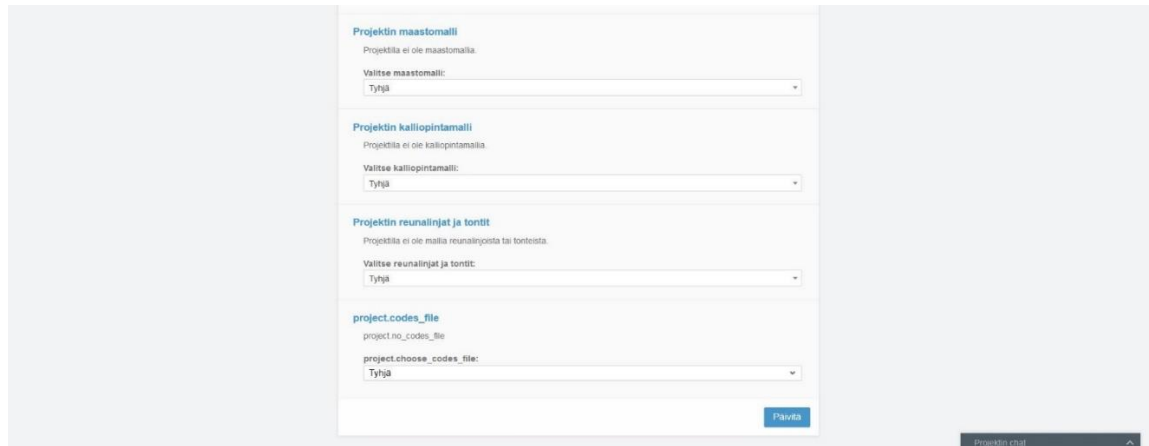 Projektin maastomalli
Projektilla ei ole maastomallia.
Valitse maastomalli:
Tyhjä
Projektin kalliopintamalli
Projektilla ei ole kalliopintamallia.
Valitse kalliopintamalli:
Tyhjä
Projektin reunalinjat ja tontit
Projektilla ei ole mallia reunalinjoista tai tonteista.
Valitse reunalinjat ja tontit:
Tyhjä
project.codes_file
project.no_codes_file
project.choose_codes_file:
Tyhjä
Päivitä
Projektin chat